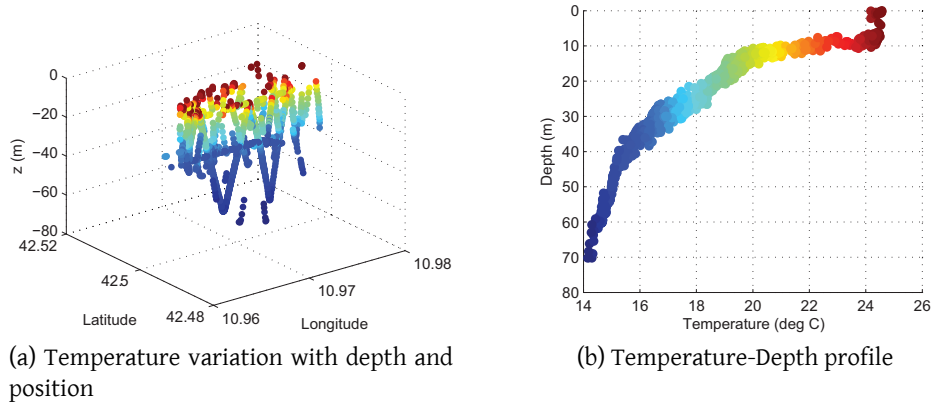 0
−20
−40
−60
−80
z (m)
42.52
42.5
42.48
Latitude
10.96
10.97
10.98
Longitude
(a) Temperature variation with depth and
position
0
10
20
30
40
50
60
70
80
Depth (m)
14 16 18 20 22 24 26
Temperature (deg C)
(b) Temperature-Depth profile